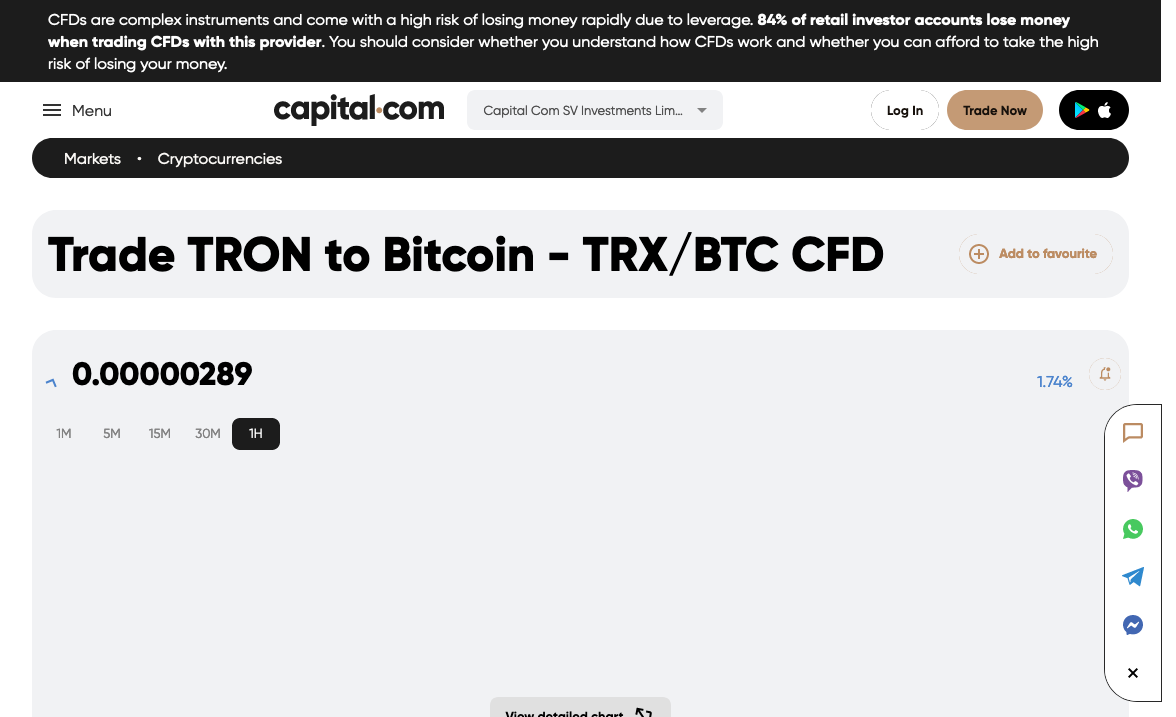 CFDs are complex instruments and come with a high risk of losing money rapidly due to leverage. 84% of retail investor accounts lose money
when trading CFDs with this provider. You should consider whether you understand how CFDs work and whether you can afford to take the high
risk of losing your money.
Menu
capital.com
Capital Com SV Investments Lim...
Log In
Trade Now
Markets • Cryptocurrencies
Trade TRON to Bitcoin - TRX/BTC CFD
Add to favourite
0.00000289
1.74%
1M 5M 15M 30M 1H
View detailed chart